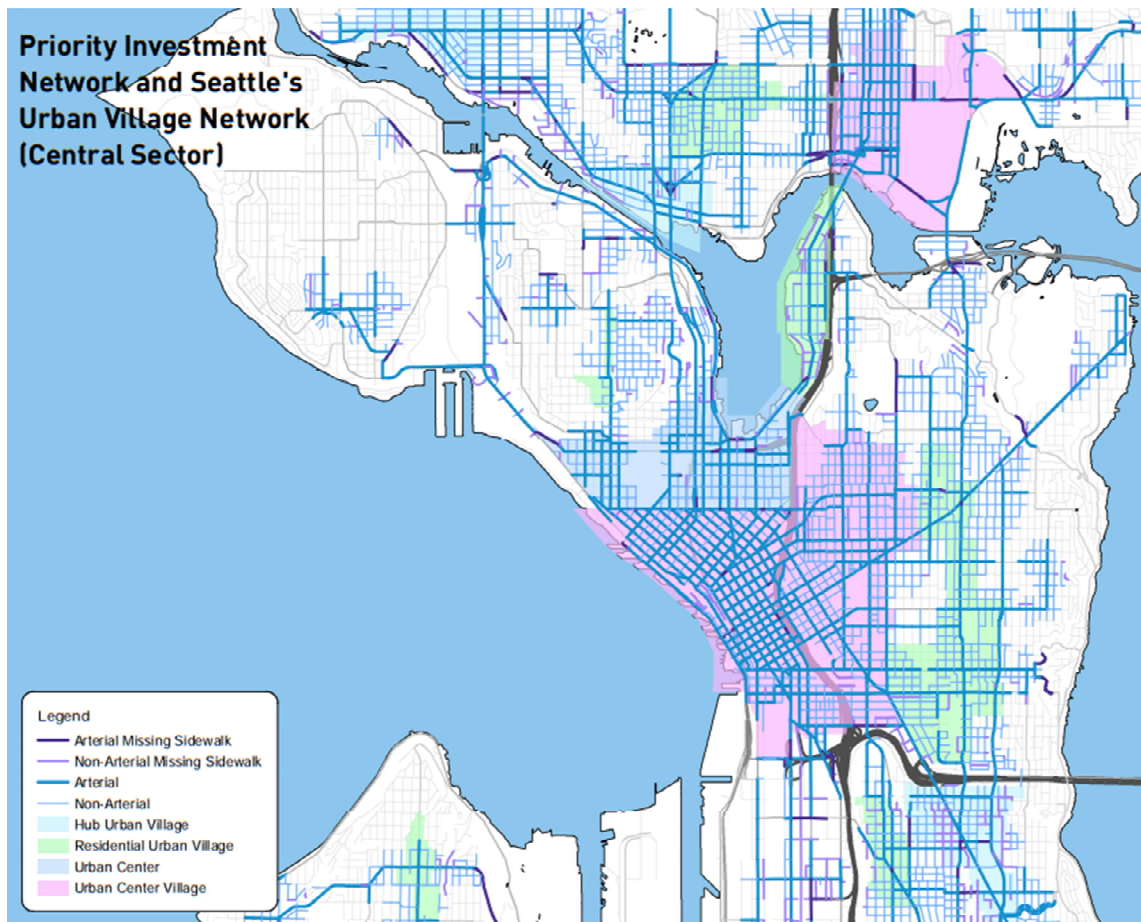 Priority Investment
Network and Seattle's
Urban Village Network
(Central Sector)
Legend
Arterial Missing Sidewalk
Non-Arterial Missing Sidewalk
Arterial
Non-Arterial
Hub Urban Village
Residential Urban Village
Urban Center
Urban Center Village